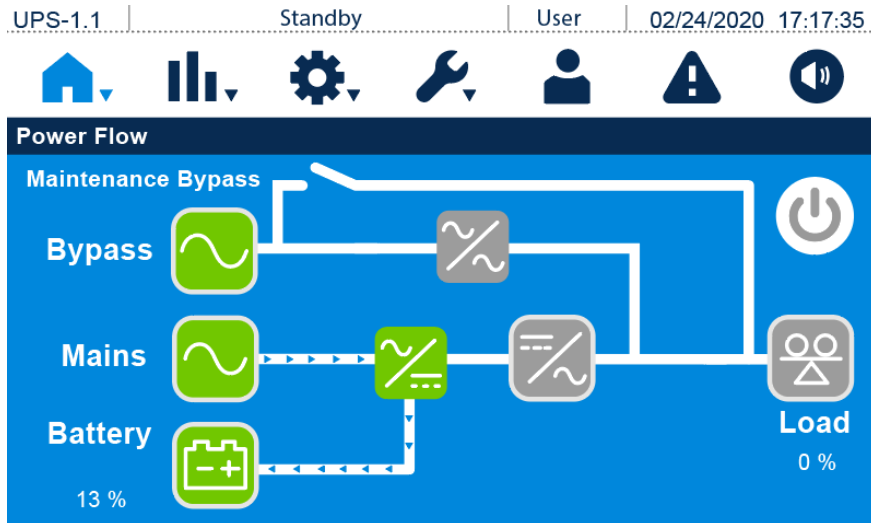 UPS-1.1 Standby User 02/24/2020 17:17:35
Power Flow
Maintenance Bypass
Bypass
Mains
Battery
13 %
Load
0 %